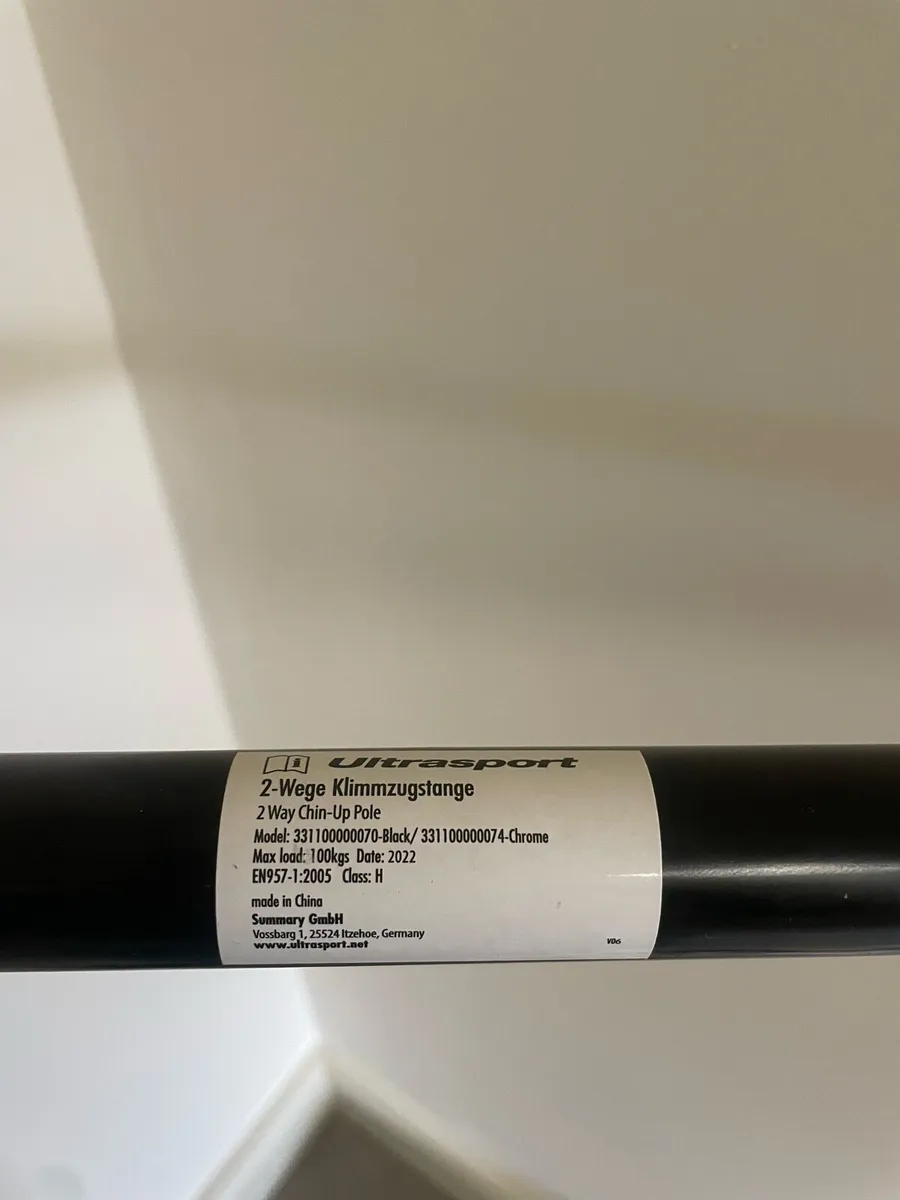 Ultrasport
2-Wege Klimmzugstange
2 Way Chin-Up Pole
Model: 331100000070-Black/ 331100000074-Chrome
Max load: 100kgs Date: 2022
EN957-1:2005 Class: H
made in China
Summary GmbH
Vossbarg 1, 25524 Itzehoe, Germany
www.ultrasport.net
V06